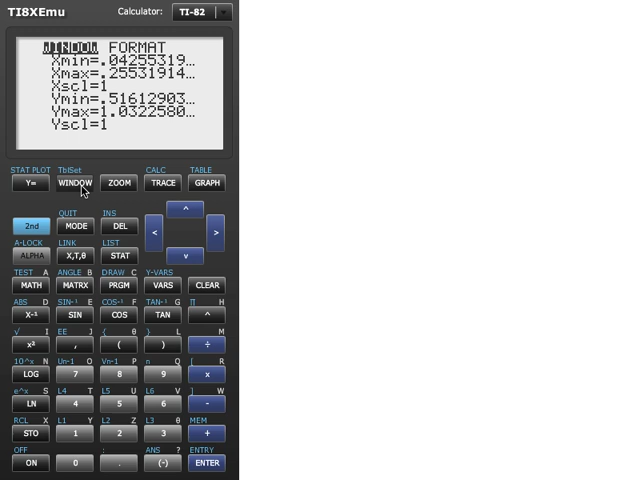 TI8XEmu Calculator: TI-82
WINDOW FORMAT
Xmin=.04255319…
Xmax=.25531914…
Xscl=1
Ymin=.51612903…
Ymax=1.0322580…
Yscl=1
STAT PLOT TblSet CALC TABLE
Y= WINDOW ZOOM TRACE GRAPH
QUIT INS ^
2nd MODE DEL < >
A-LOCK LINK LIST v
ALPHA X,T,θ STAT
TEST A ANGLE B DRAW C Y-VARS
MATH MATRX PRGM VARS CLEAR
ABS D SIN⁻¹ E COS⁻¹ F TAN⁻¹ G Π H
X⁻¹ SIN COS TAN ^
√ I EE J { θ } L M
x² , ( ) ÷
10^x N Un-1 O Vn-1 P n Q [ R
LOG 7 8 9 x
e^x S L4 T L5 U L6 V ] W
LN 4 5 6 -
RCL X L1 Y L2 Z L3 θ MEM
STO 1 2 3 +
OFF : ANS ? ENTRY
ON 0 . (-) ENTER